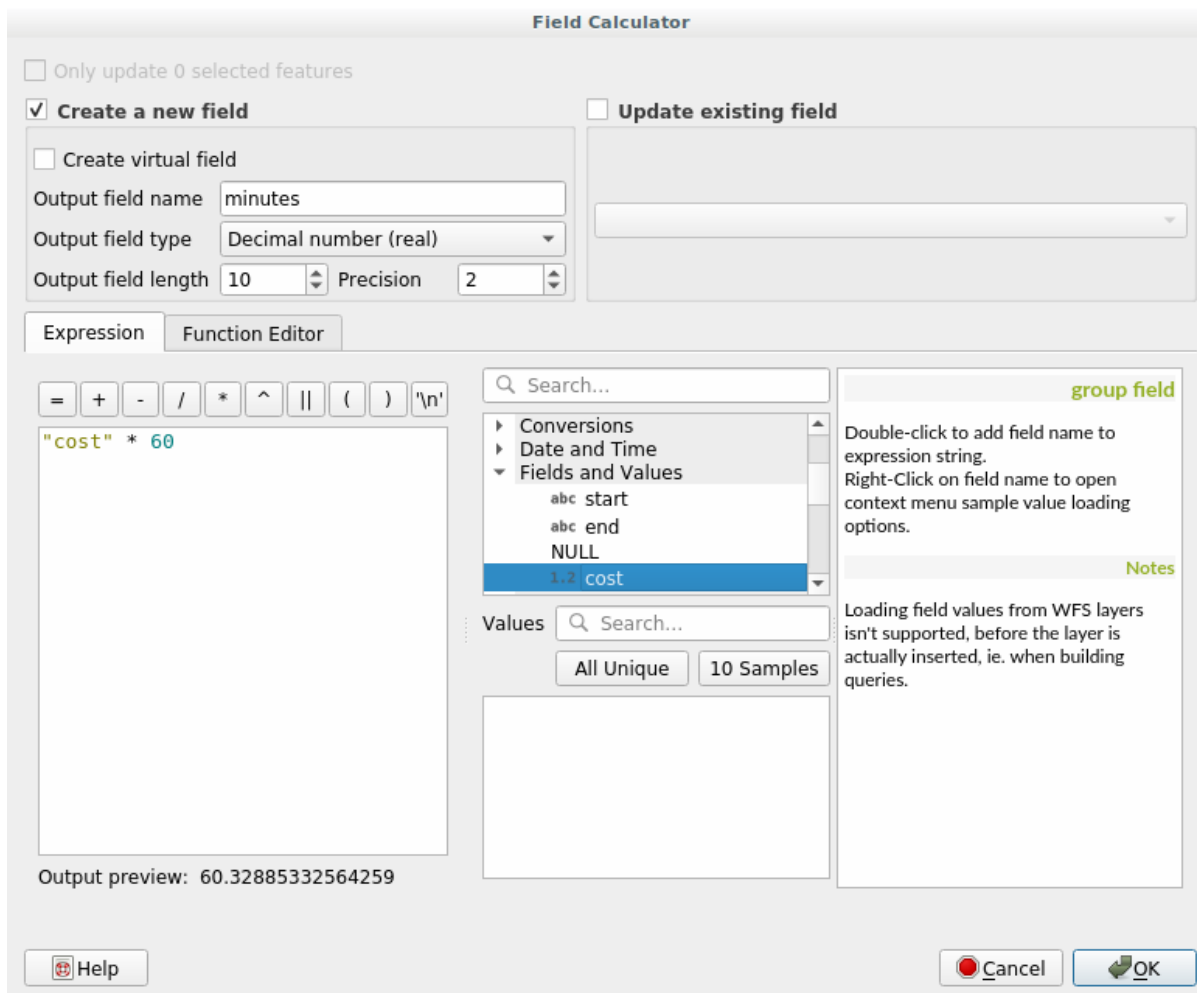 Field Calculator
Only update 0 selected features
Create a new field
Update existing field
Create virtual field
Output field name minutes
Output field type Decimal number (real)
Output field length 10 Precision 2
Expression Function Editor
= + - / * ^ || ( ) '\n'
"cost" * 60
Output preview: 60.32885332564259
Search...
Conversions
Date and Time
Fields and Values
abc start
abc end
NULL
1.2 cost
Values Search...
All Unique 10 Samples
group field
Double-click to add field name to
expression string.
Right-Click on field name to open
context menu sample value loading
options.
Notes
Loading field values from WFS layers
isn't supported, before the layer is
actually inserted, ie. when building
queries.
Help Cancel OK